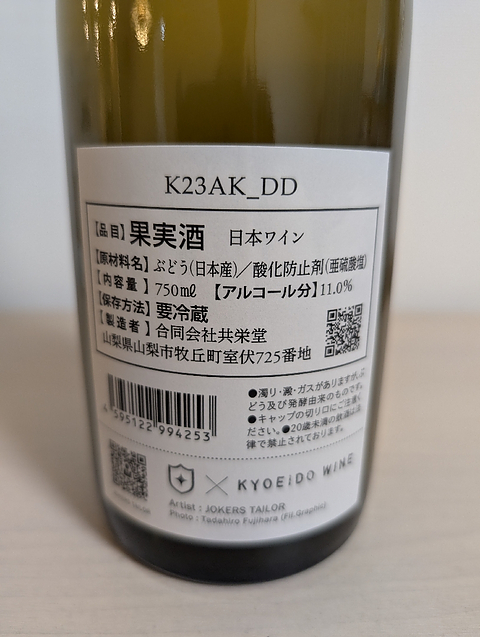 K23AK_DD
【品目】果実酒 日本ワイン
【原材料名】ぶどう(日本産)／酸化防止剤(亜硫酸塩)
【内容量】750㎖ 【アルコール分】11.0%
【保存方法】要冷蔵
【製造者】合同会社共栄堂
山梨県山梨市牧丘町室伏725番地
●濁り・澱・ガスがありますが、ぶ
どう及び発酵由来のものです。
●キャップの切り口にご注意く
ださい。●20歳未満の飲酒は法
律で禁止されております。
4 595122 994253
KYOEIDO WINE
Artist : JOKERS TAILOR
Photo : Tadahiro Fujihara (Fil.Graphic)